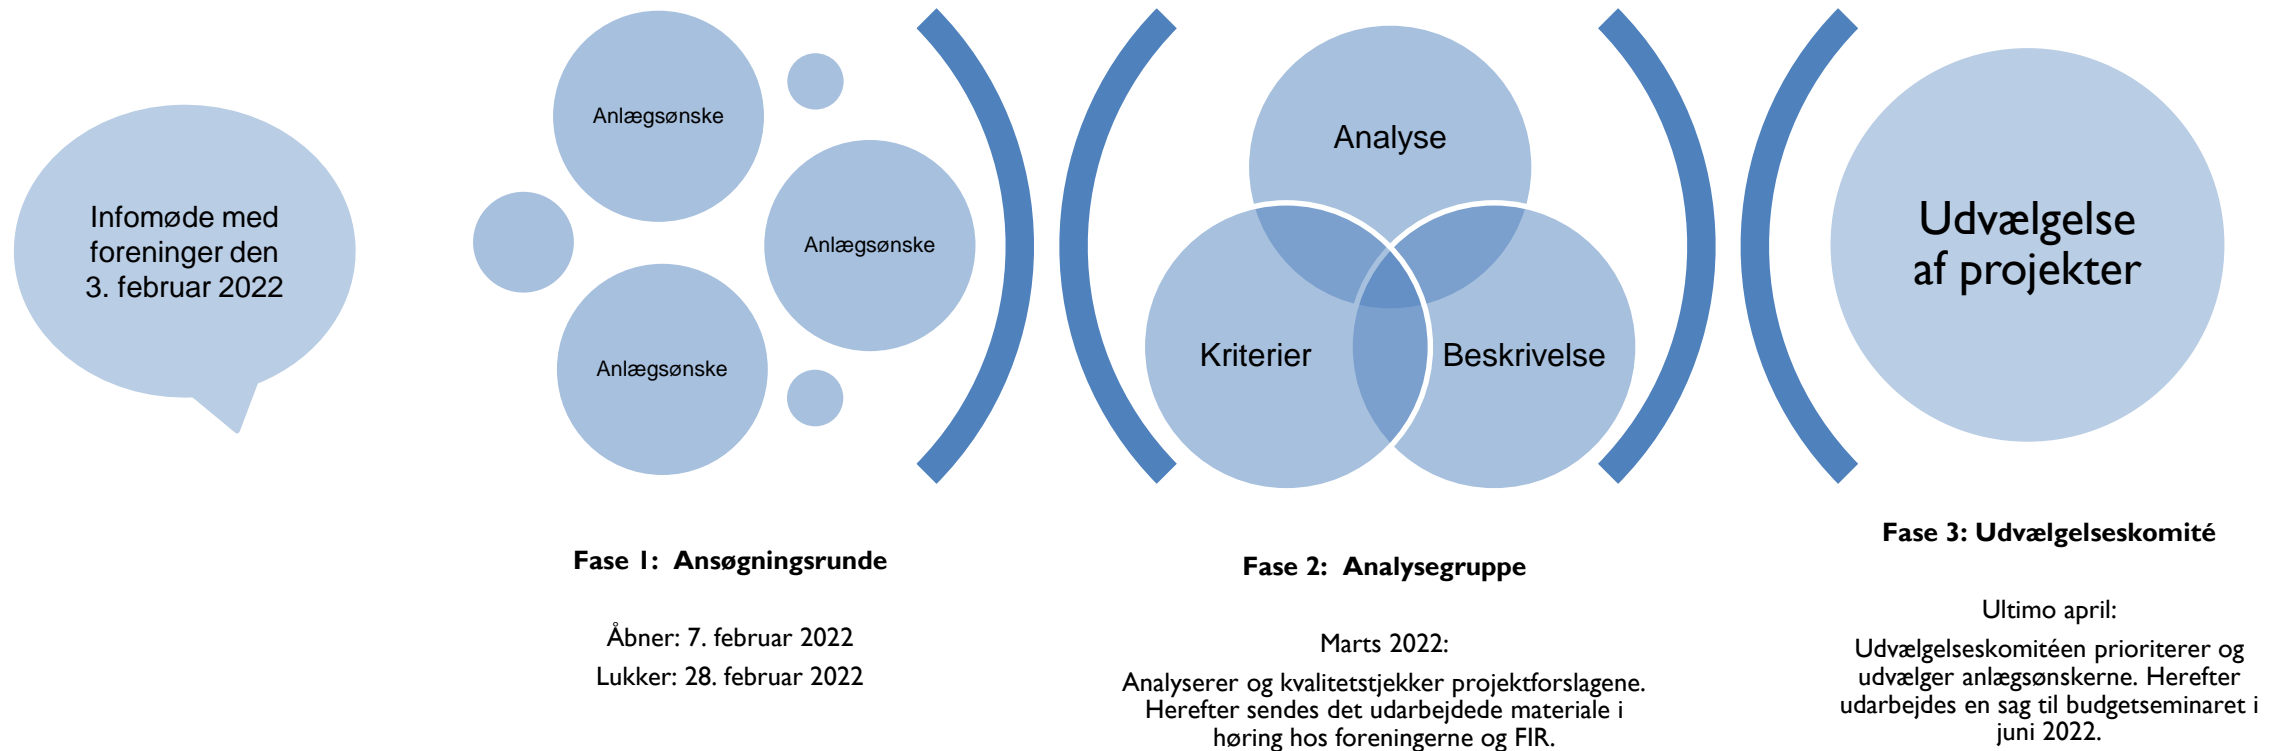 Infomøde med
foreninger den
3. februar 2022
Anlægsønske
Anlægsønske
Anlægsønske
Fase 1: Ansøgningsrunde
Åbner: 7. februar 2022
Lukker: 28. februar 2022
Analyse
Kriterier
Beskrivelse
Fase 2: Analysegruppe
Marts 2022:
Analyserer og kvalitetstjekker projektforslagene.
Herefter sendes det udarbejdede materiale i
høring hos foreningerne og FIR.
Udvælgelse
af projekter
Fase 3: Udvælgelseskomité
Ultimo april:
Udvælgelseskomitéen prioriterer og
udvælger anlægsønskerne. Herefter
udarbejdes en sag til budgetseminaret i
juni 2022.